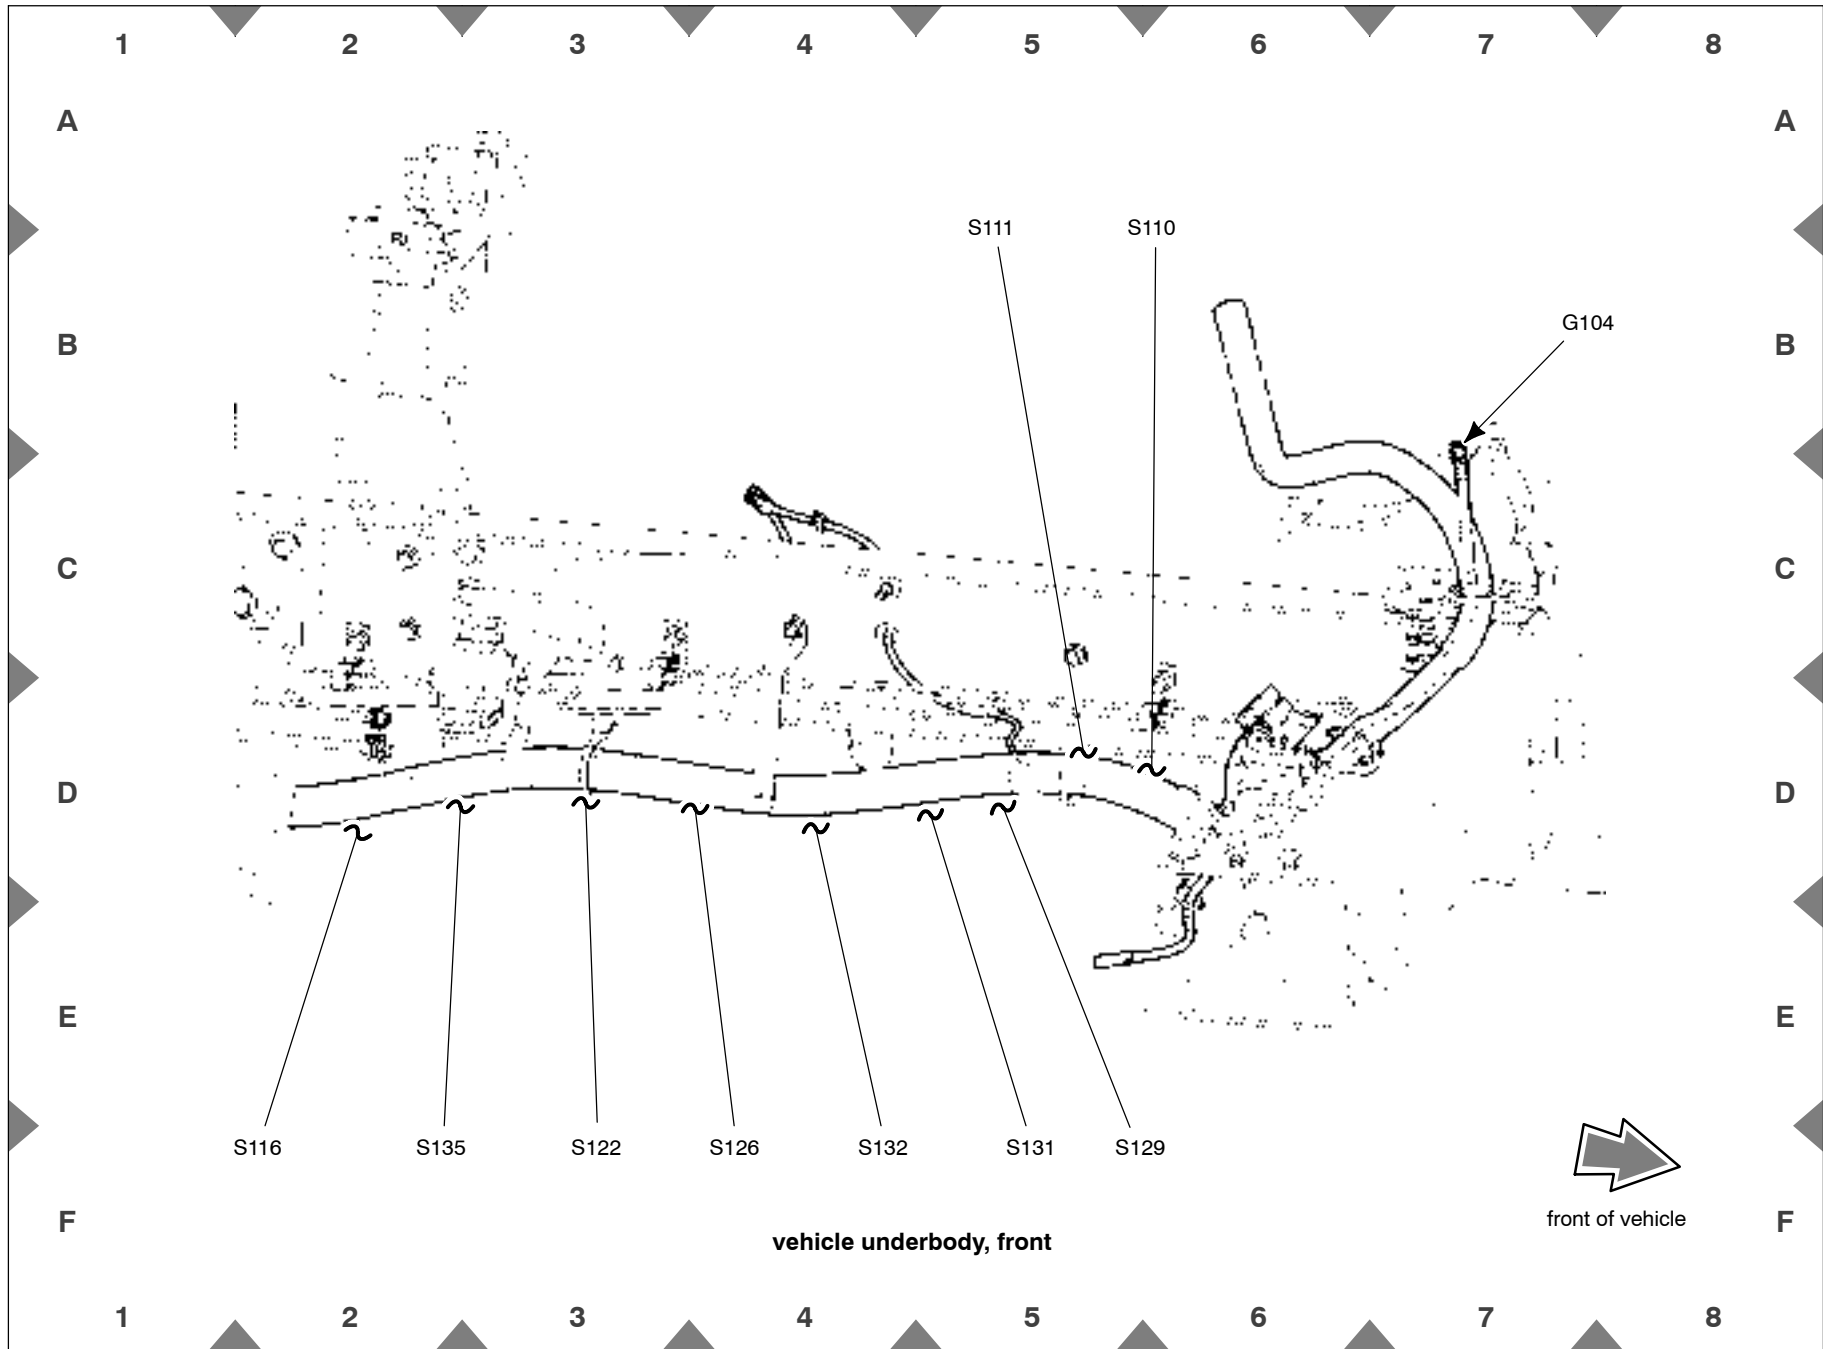 1 2 3 4 5 6 7 8
A A
S111 S110
G104
B B
C C
D D
E E
S116 S135 S122 S126 S132 S131 S129
front of vehicle
F F
vehicle underbody, front
1 2 3 4 5 6 7 8